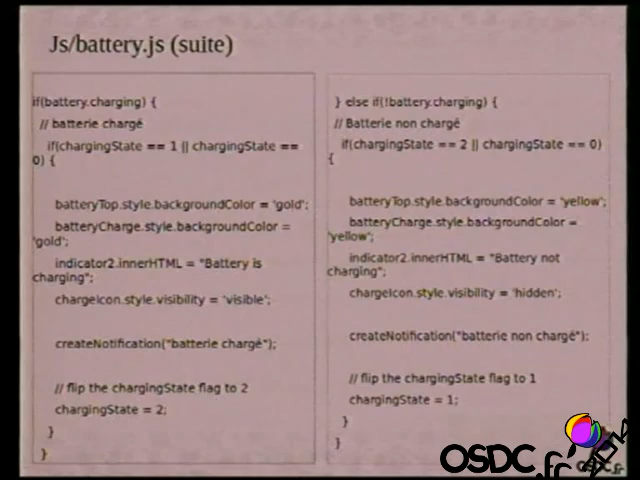 Js/battery.js (suite)
if(battery.charging) {
// batterie chargé
if(chargingState == 1 || chargingState ==
0) {
batteryTop.style.backgroundColor = 'gold';
batteryCharge.style.backgroundColor =
'gold';
indicator2.innerHTML = "Battery is
charging";
chargeIcon.style.visibility = 'visible';
createNotification("batterie chargé");
// flip the chargingState flag to 2
chargingState = 2;
}
}
} else if(!battery.charging) {
// Batterie non chargé
if(chargingState == 2 || chargingState == 0)
{
batteryTop.style.backgroundColor = 'yellow';
batteryCharge.style.backgroundColor =
'yellow';
indicator2.innerHTML = "Battery not
charging";
chargeIcon.style.visibility = 'hidden';
createNotification("batterie non chargé");
// flip the chargingState flag to 1
chargingState = 1;
}
}
OSDC.fr